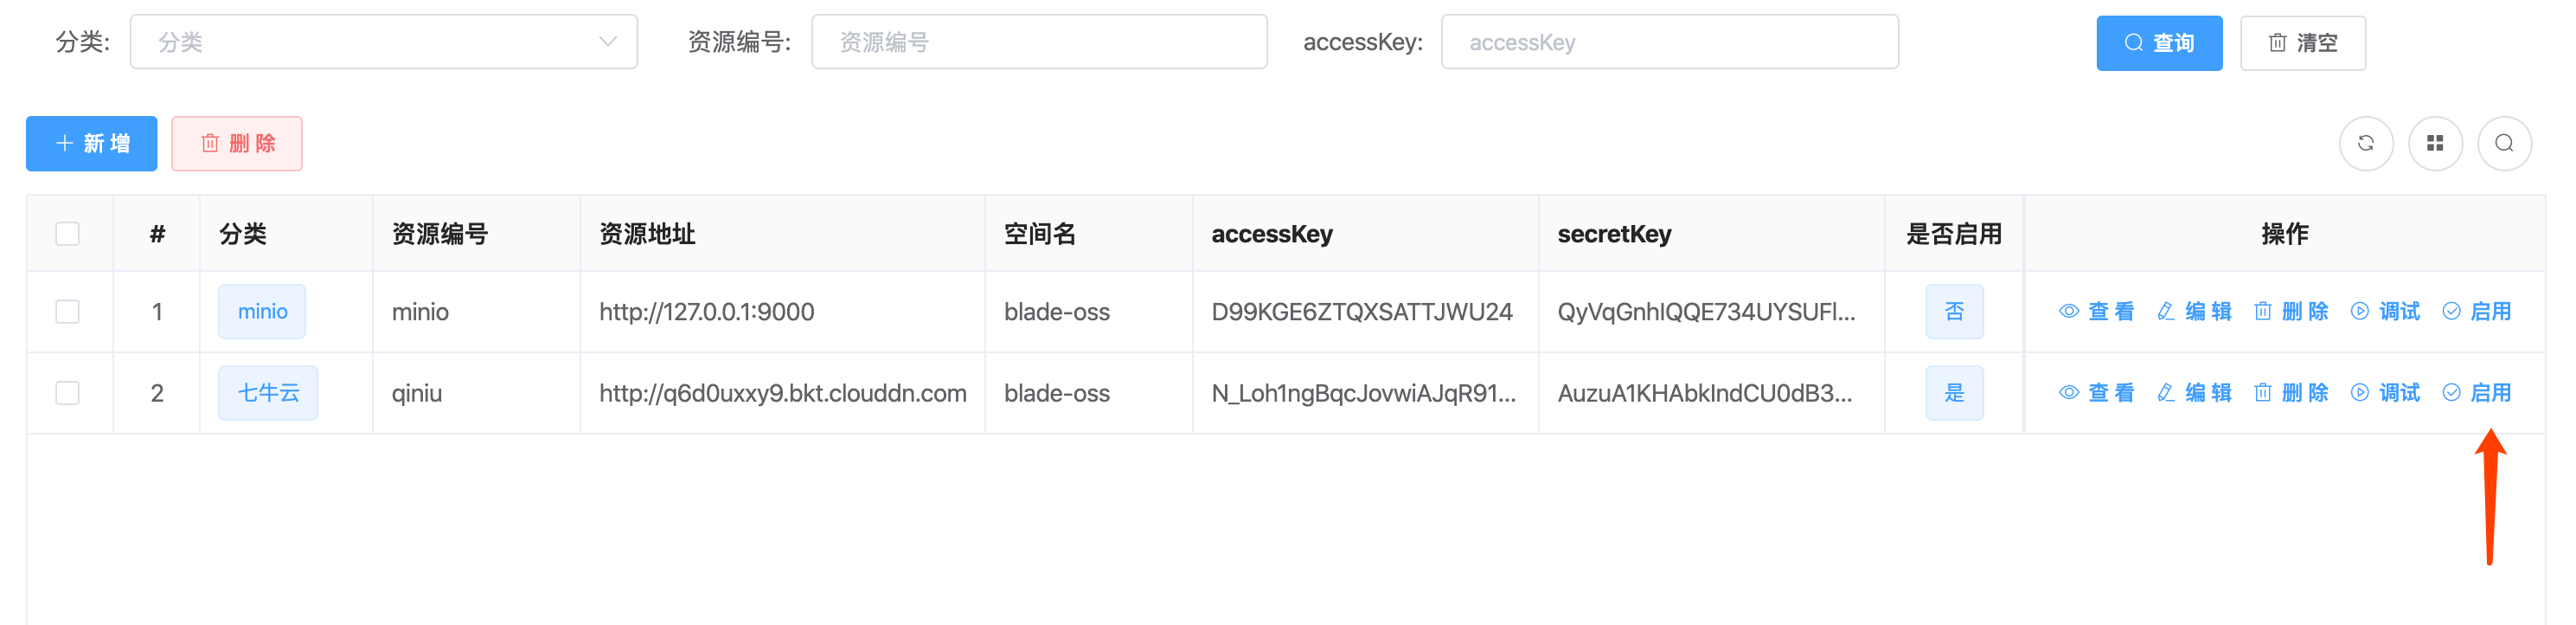 分类: 分类 资源编号: 资源编号 accessKey: accessKey 查询 清空
新 增 删 除
# 分类 资源编号 资源地址 空间名 accessKey secretKey 是否启用 操作
1 minio minio http://127.0.0.1:9000 blade-oss D99KGE6ZTQXSATTJWU24 QyVqGnhIQQE734UYSUFl... 否 查 看 编 辑 删 除 调试 启用
2 七牛云 qiniu http://q6d0uxxy9.bkt.clouddn.com blade-oss N_Loh1ngBqcJovwiAJqR91... AuzuA1KHAbkIndCU0dB3... 是 查 看 编 辑 删 除 调试 启用